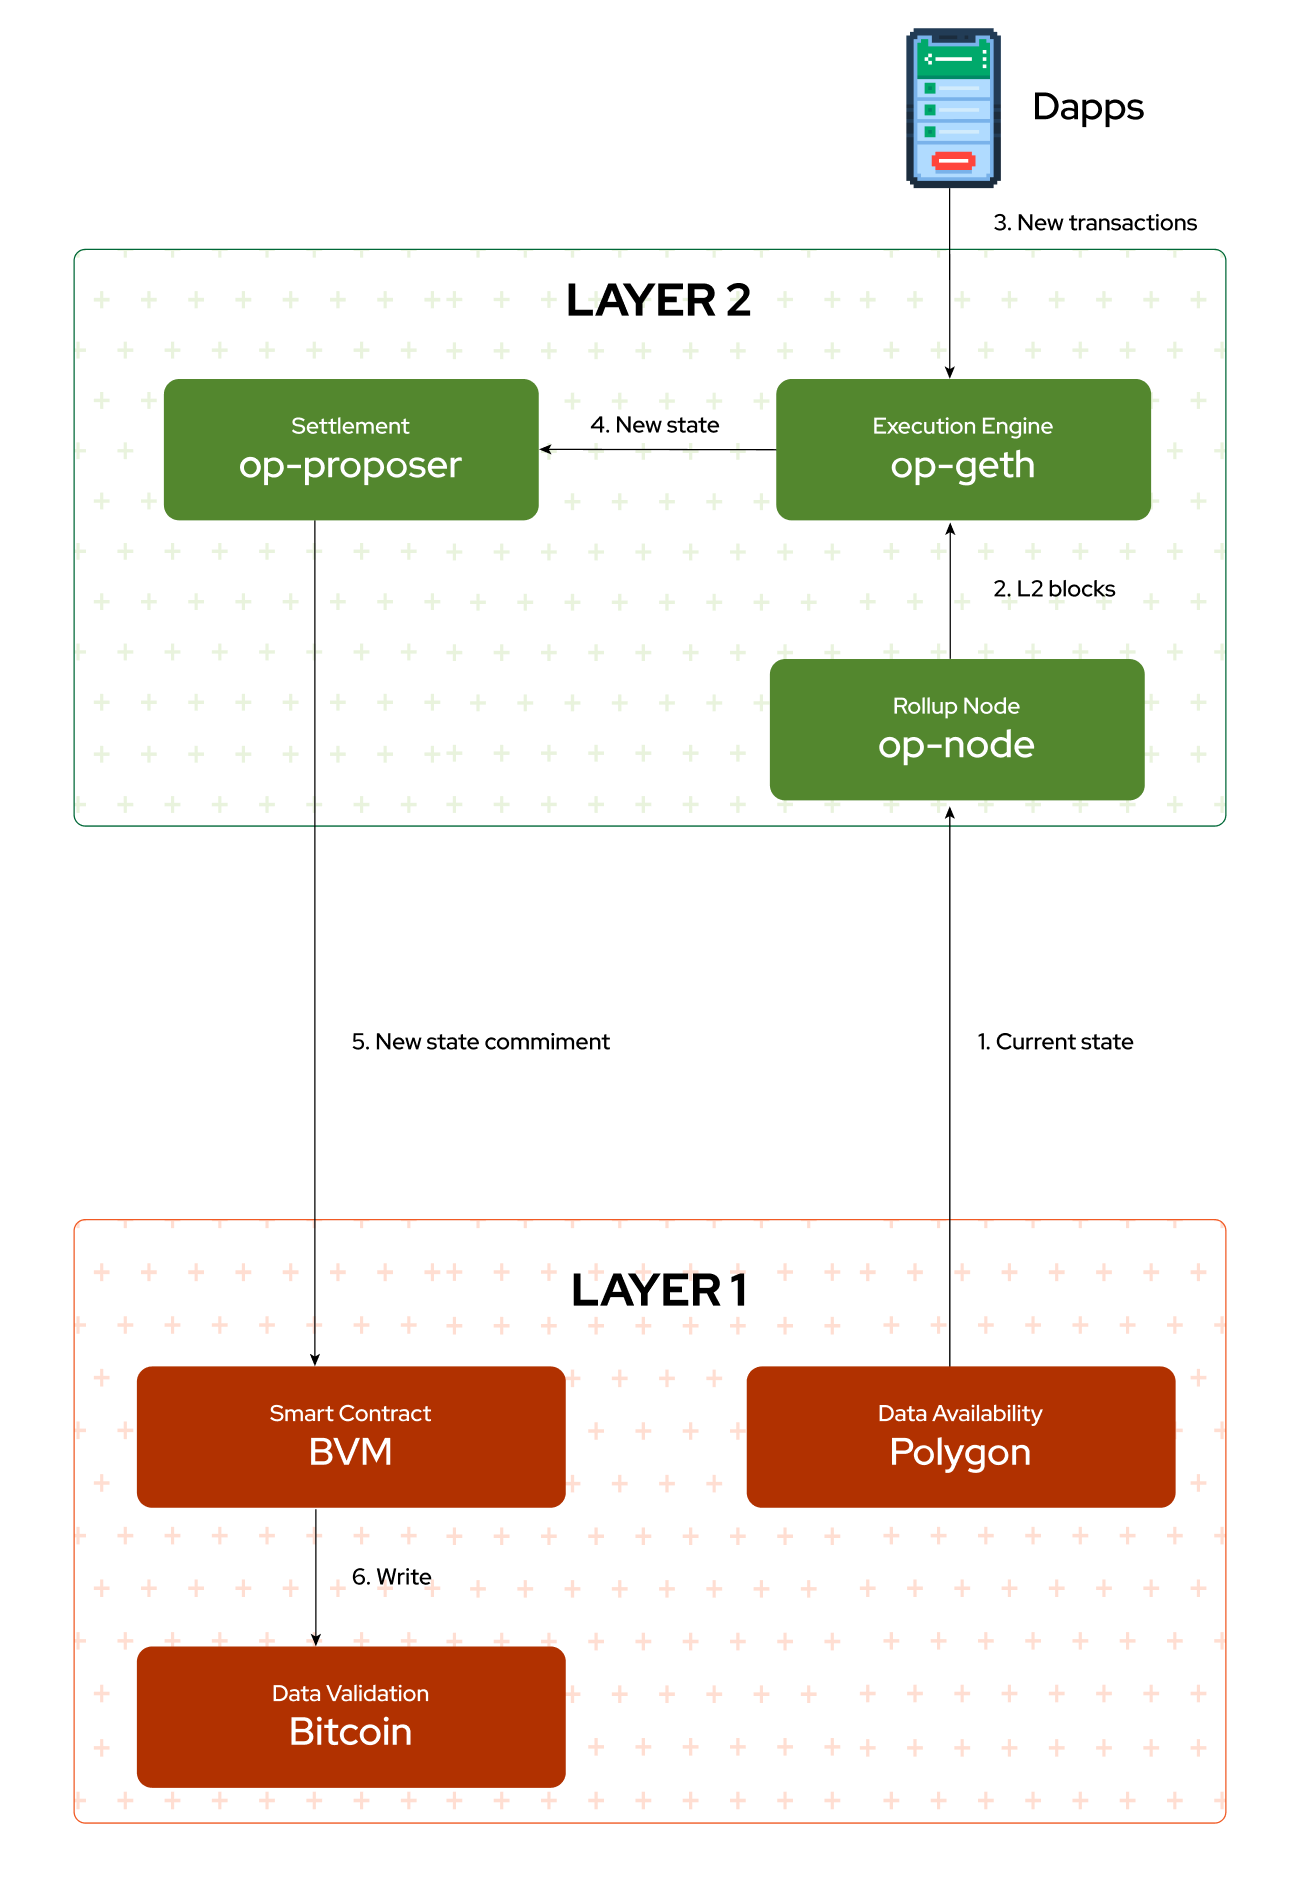 Dapps
3. New transactions
LAYER 2
Settlement
op-proposer
4. New state
Execution Engine
op-geth
2. L2 blocks
Rollup Node
op-node
5. New state commiment
1. Current state
LAYER 1
Smart Contract
BVM
Data Availability
Polygon
6. Write
Data Validation
Bitcoin